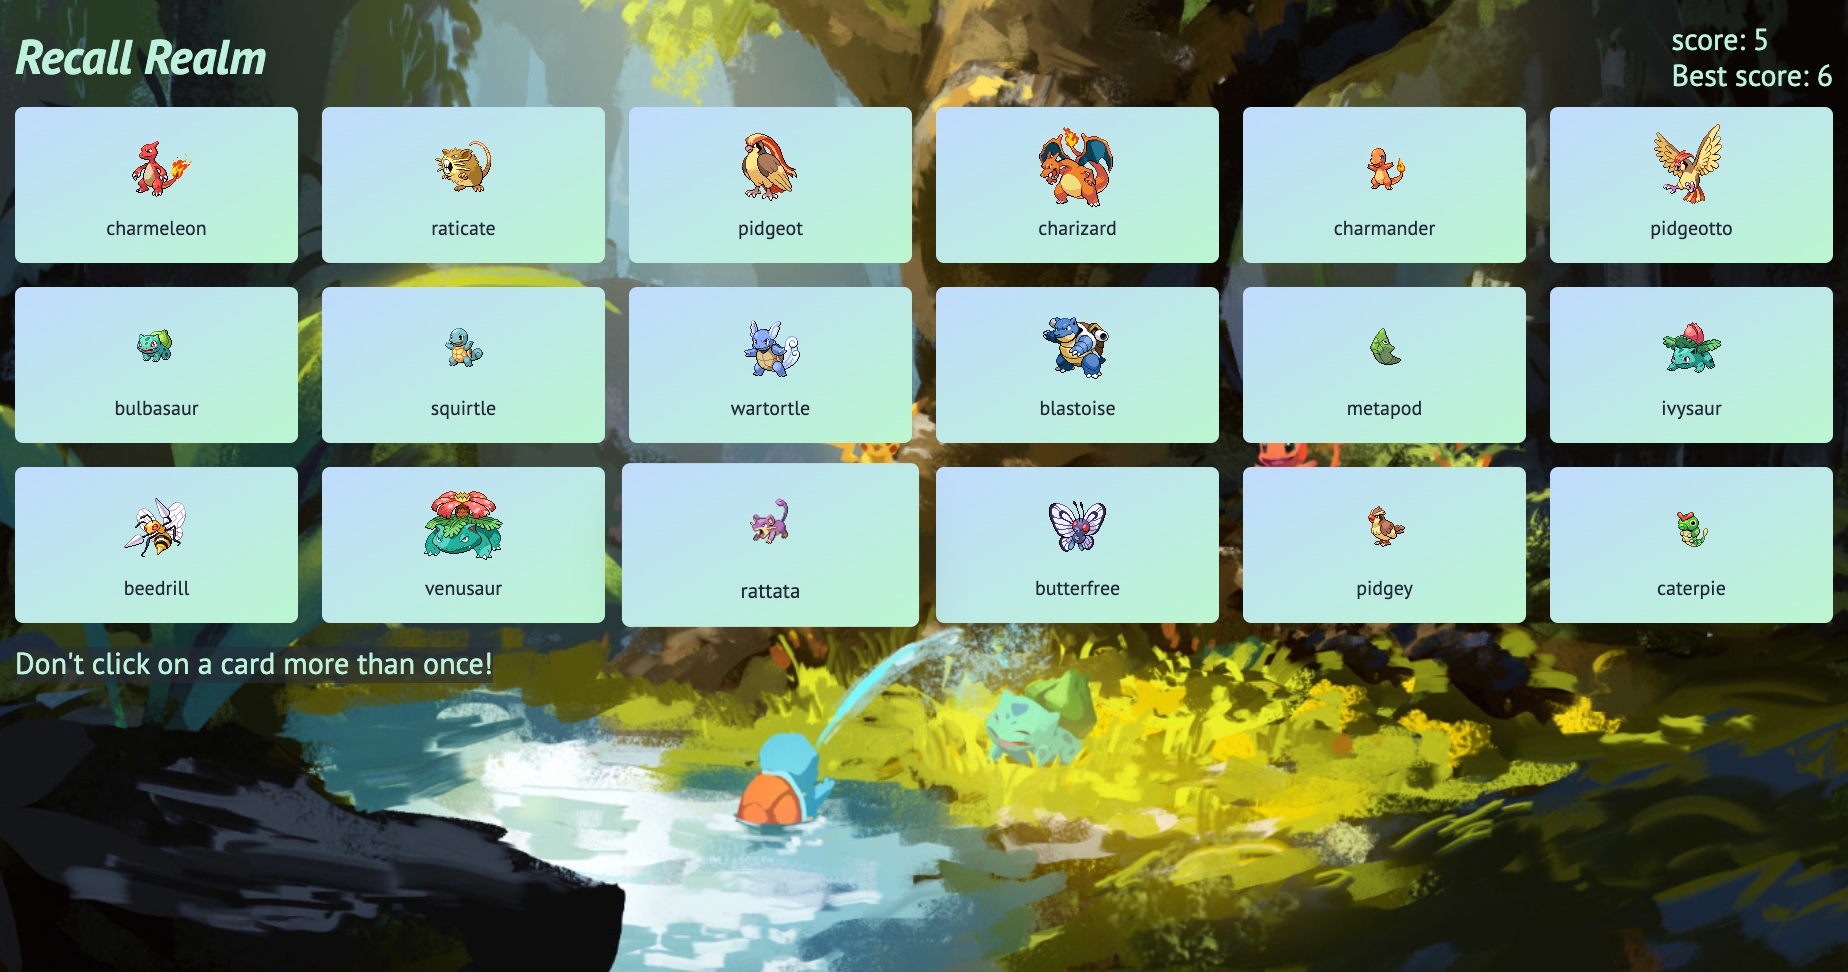 Recall Realm
score: 5
Best score: 6
charmeleon
raticate
pidgeot
charizard
charmander
pidgeotto
bulbasaur
squirtle
wartortle
blastoise
metapod
ivysaur
beedrill
venusaur
rattata
butterfree
pidgey
caterpie
Don't click on a card more than once!